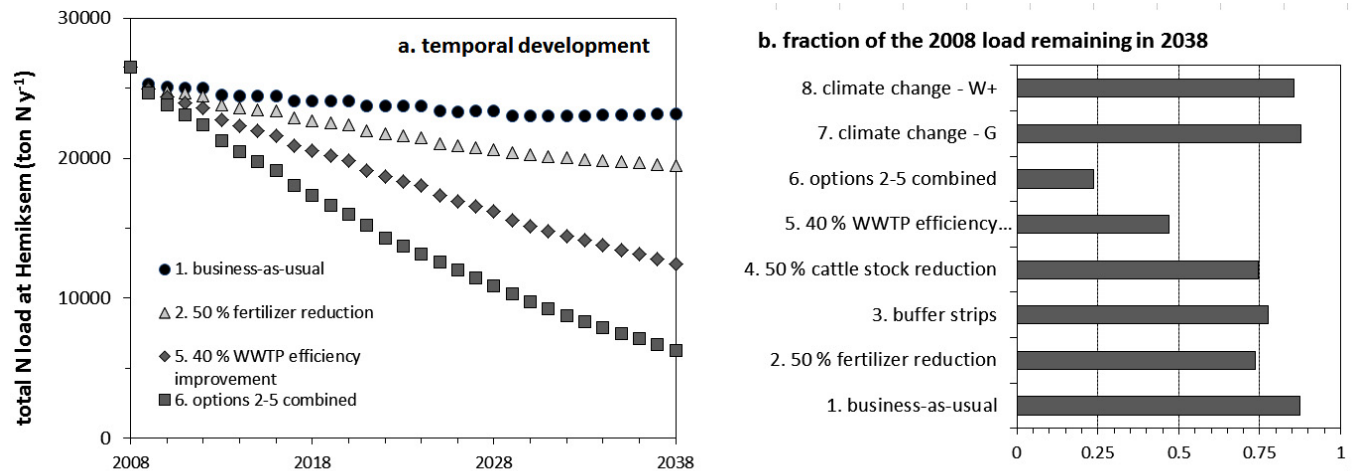 a. temporal development
total N load at Hemiksem (ton N y⁻¹)
30000
20000
10000
0
1. business-as-usual
2. 50 % fertilizer reduction
5. 40 % WWTP efficiency
improvement
6. options 2-5 combined
2008
2018
2028
2038
b. fraction of the 2008 load remaining in 2038
8. climate change - W+
7. climate change - G
6. options 2-5 combined
5. 40 % WWTP efficiency...
4. 50 % cattle stock reduction
3. buffer strips
2. 50 % fertilizer reduction
1. business-as-usual
0
0.25
0.5
0.75
1